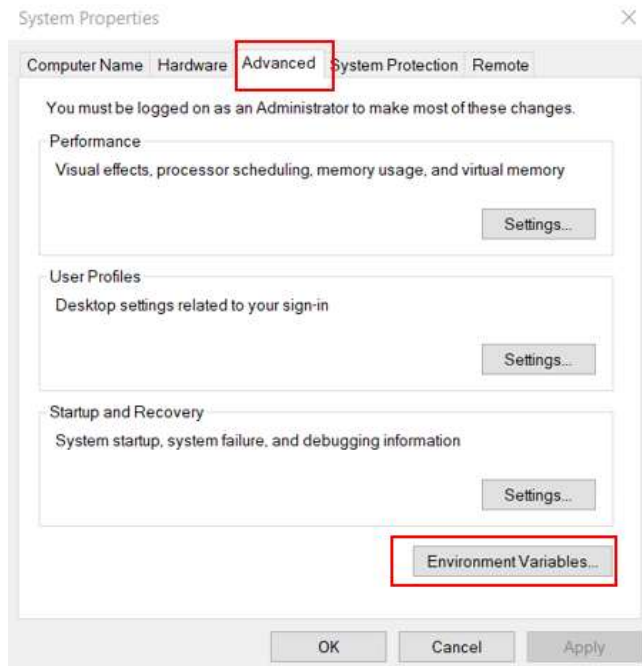 System Properties
Computer Name Hardware Advanced System Protection Remote
You must be logged on as an Administrator to make most of these changes.
Performance
Visual effects, processor scheduling, memory usage, and virtual memory
Settings...
User Profiles
Desktop settings related to your sign-in
Settings...
Startup and Recovery
System startup, system failure, and debugging information
Settings...
Environment Variables...
OK Cancel Apply